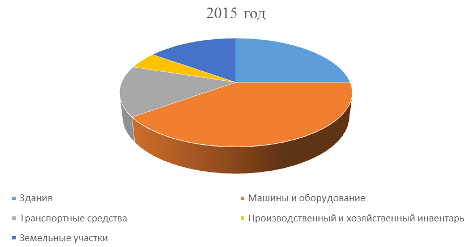 2015 год
Здания
Машины и оборудование
Транспортные средства
Производственный и хозяйственный инвентарь
Земельные участки